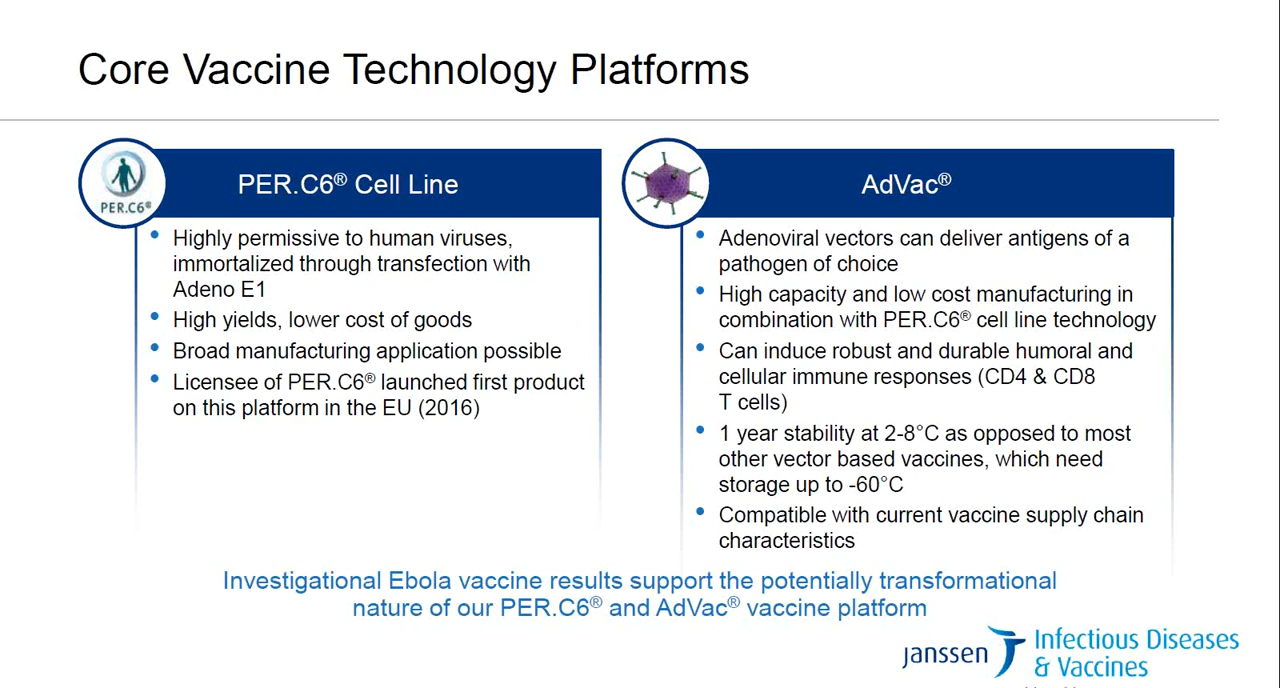 Core Vaccine Technology Platforms
PER.C6®
PER.C6® Cell Line
Highly permissive to human viruses,
immortalized through transfection with
Adeno E1
High yields, lower cost of goods
Broad manufacturing application possible
Licensee of PER.C6® launched first product
on this platform in the EU (2016)
AdVac®
Adenoviral vectors can deliver antigens of a
pathogen of choice
High capacity and low cost manufacturing in
combination with PER.C6® cell line technology
Can induce robust and durable humoral and
cellular immune responses (CD4 & CD8
T cells)
1 year stability at 2-8°C as opposed to most
other vector based vaccines, which need
storage up to -60°C
Compatible with current vaccine supply chain
characteristics
Investigational Ebola vaccine results support the potentially transformational
nature of our PER.C6® and AdVac® vaccine platform
janssen
Infectious Diseases
& Vaccines